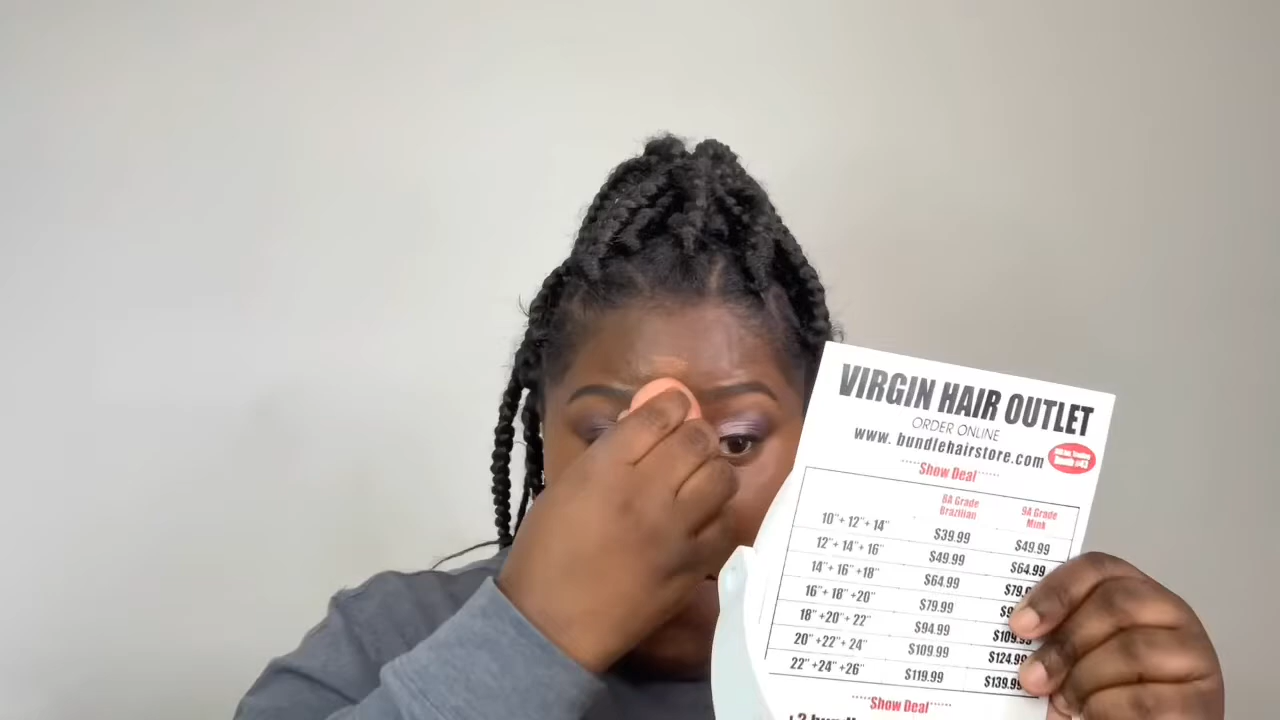 VIRGIN HAIR OUTLET
ORDER ONLINE
www. bundlehairstore.com
Show Deal
8A Grade Brazilian
9A Grade Mink
10"+ 12"+ 14" $39.99 $49.99
12"+ 14"+ 16" $49.99 $64.99
14"+ 16"+18" $64.99 $79.
16"+ 18"+20" $79.99
18"+20"+ 22" $94.99 $109.99
20"+22"+ 24" $109.99 $124.99
22"+24"+26" $119.99 $139.99
Show Deal